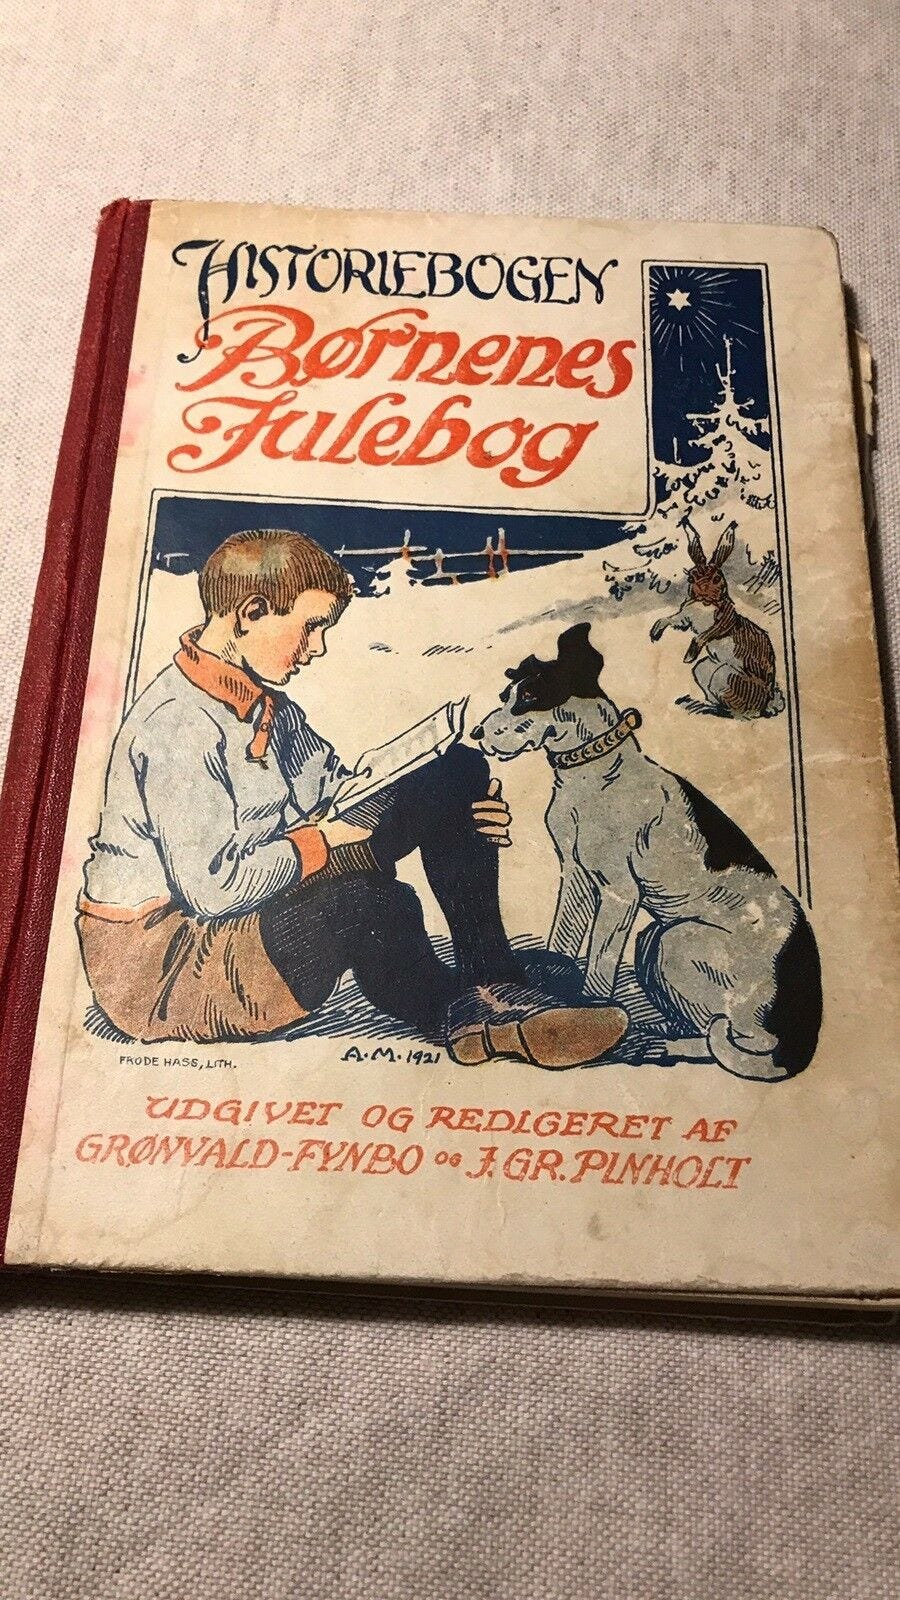 HISTORIEBOGEN
Børnenes
Julebog
FRODE HASS, LITH.
A.M. 1921
UDGIVET OG REDIGERET AF
GRØNVALD-FYNBO OG J. GR. PINHOLT